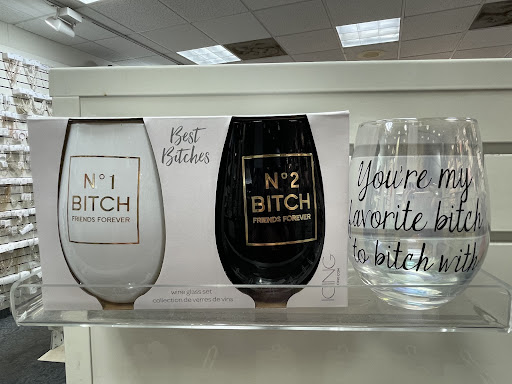 Best
Bitches
N°1
BITCH
FRIENDS FOREVER
N°2
BITCH
FRIENDS FOREVER
wine glass set
collection de verres de vins
ICING
You're my
favorite bitch
to bitch with